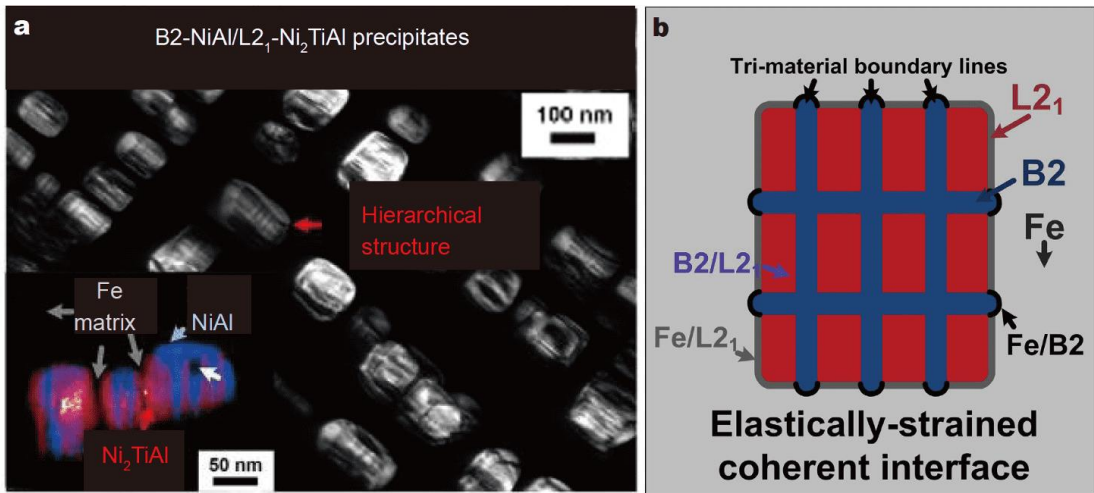 a
B2-NiAl/L2₁-Ni₂TiAl precipitates
100 nm
Hierarchical
structure
Fe
matrix
NiAl
Ni₂TiAl
50 nm
b
Tri-material boundary lines
L2₁
B2
Fe
B2/L2₁
Fe/L2₁
Fe/B2
Elastically-strained
coherent interface